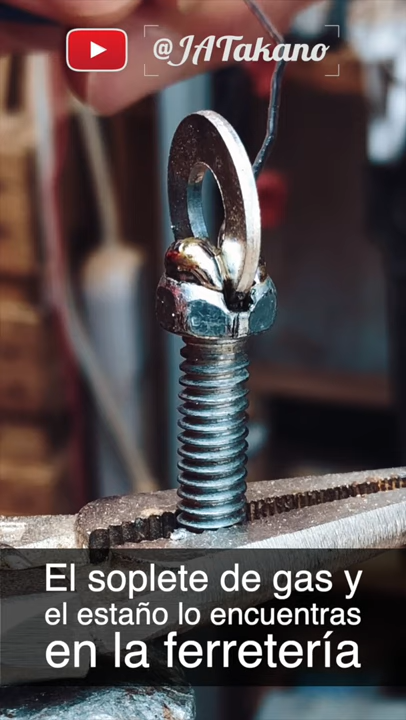 @JATakano
El soplete de gas y
el estaño lo encuentras
en la ferretería